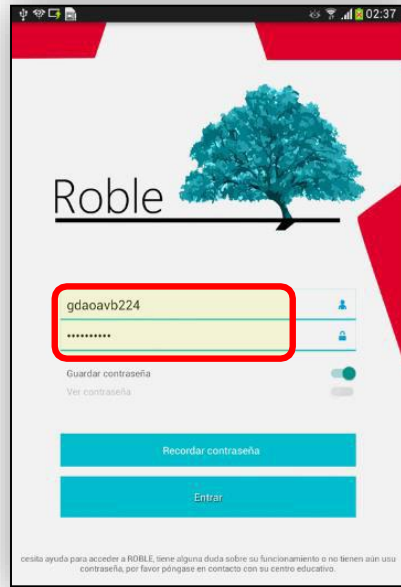 02:37
Roble
gdaoavb224
••••••••••
Guardar contraseña
Ver contraseña
Recordar contraseña
Entrar
cesita ayuda para acceder a ROBLE, tiene alguna duda sobre su funcionamiento o no tienen aún usu
contraseña, por favor póngase en contacto con su centro educativo.